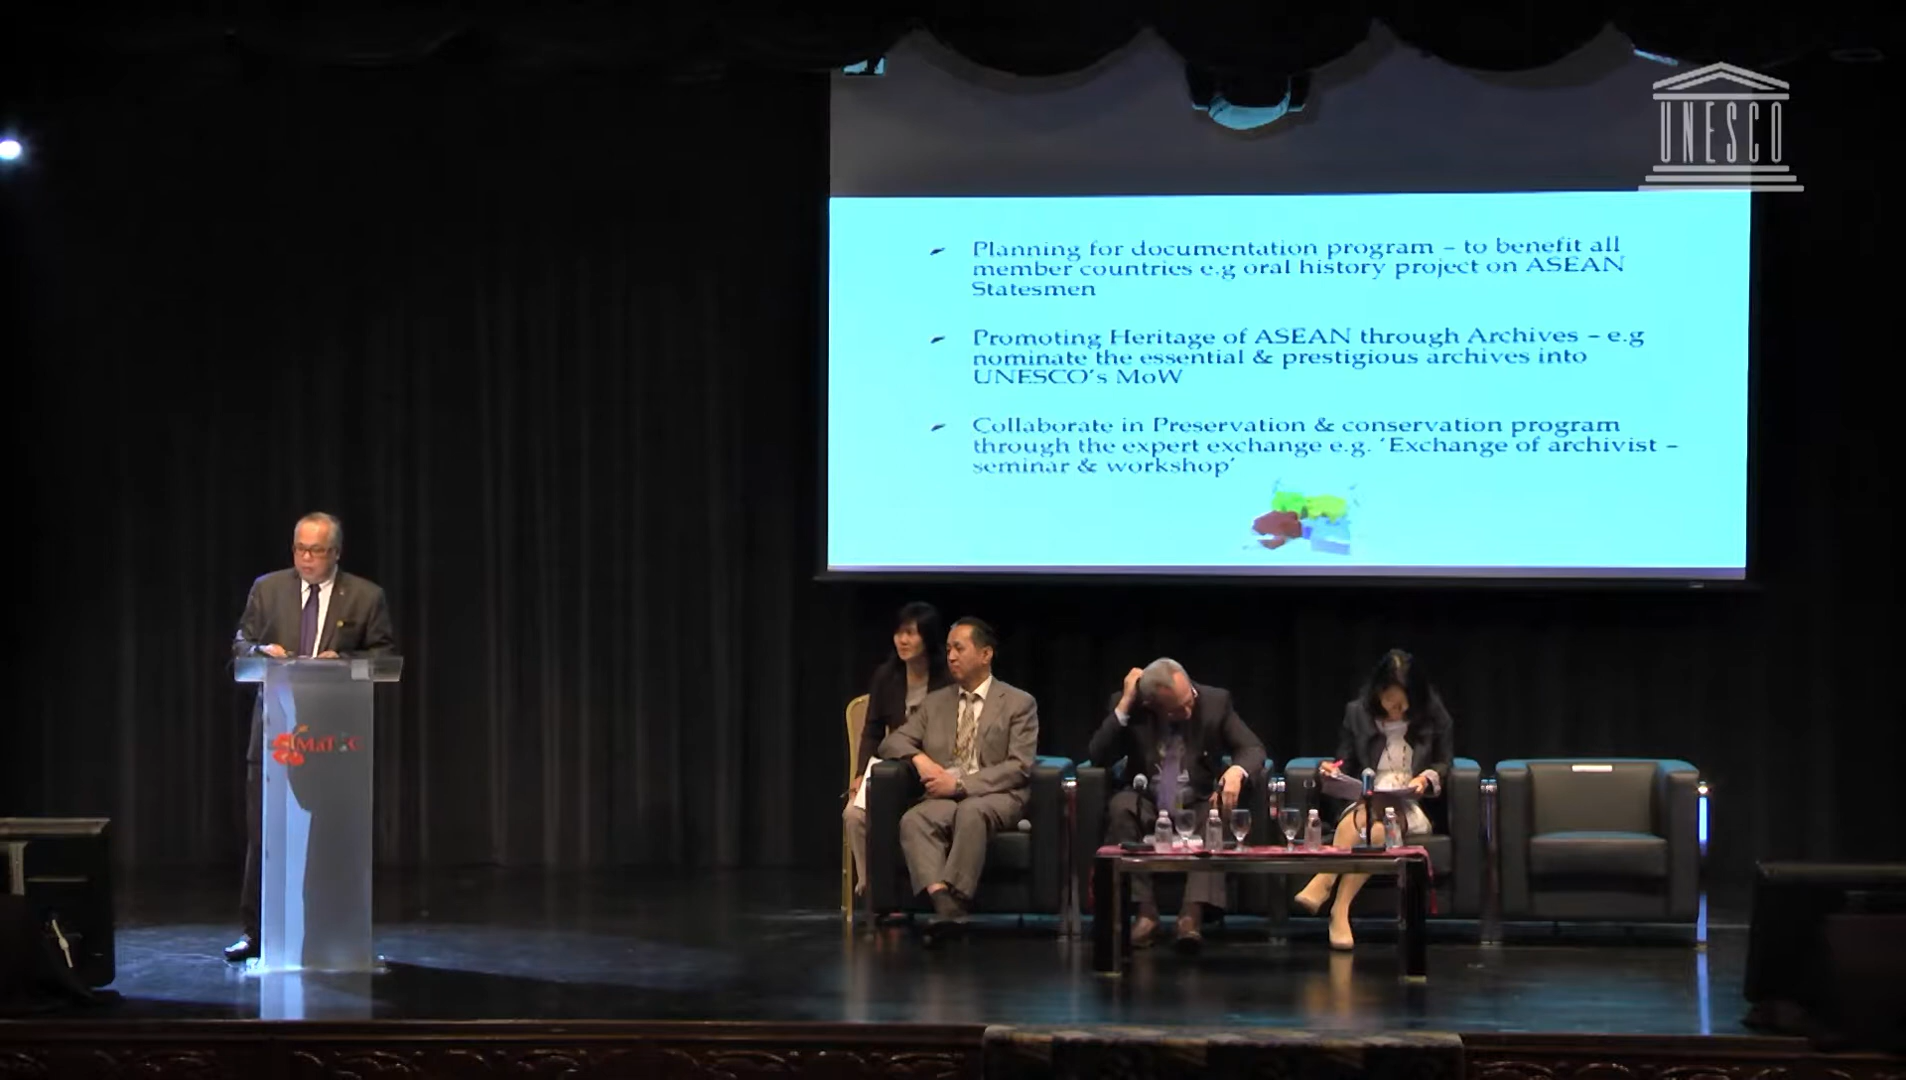 UNESCO
Planning for documentation program – to benefit all
member countries e.g oral history project on ASEAN
Statesmen
Promoting Heritage of ASEAN through Archives – e.g
nominate the essential & prestigious archives into
UNESCO's MoW
Collaborate in Preservation & conservation program
through the expert exchange e.g. 'Exchange of archivist –
seminar & workshop'